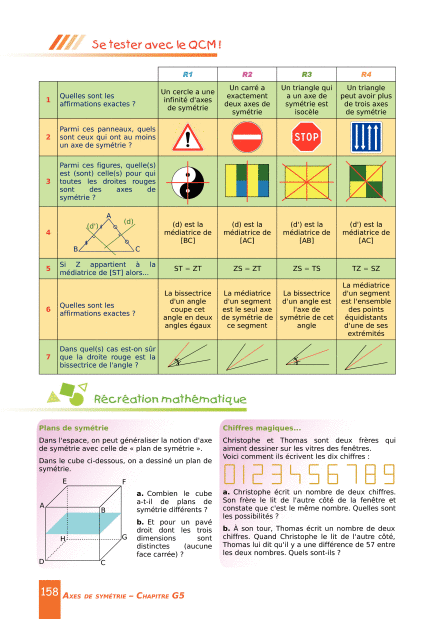 Se tester avec le QCM !
R1 R2 R3 R4
1
Quelles sont les
affirmations exactes ?
Un cercle a une
infinité d'axes
de symétrie
Un carré a
exactement
deux axes de
symétrie
Un triangle qui
a un axe de
symétrie est
isocèle
Un triangle
peut avoir plus
de trois axes
de symétrie
2
Parmi ces panneaux, quels
sont ceux qui ont au moins
un axe de symétrie ?
STOP
3
Parmi ces figures, quelle(s)
est (sont) celle(s) pour qui
toutes les droites rouges
sont des axes de
symétrie ?
4
A
(d')
(d)
B
C
(d) est la
médiatrice de
[BC]
(d) est la
médiatrice de
[AC]
(d') est la
médiatrice de
[AB]
(d') est la
médiatrice de
[AC]
5
Si Z appartient à la
médiatrice de [ST] alors...
ST = ZT
ZS = ZT
ZS = TS
TZ = SZ
6
Quelles sont les
affirmations exactes ?
La bissectrice
d'un angle
coupe cet
angle en deux
angles égaux
La médiatrice
d'un segment
est le seul axe
de symétrie de
ce segment
La bissectrice
d'un angle est
l'axe de
symétrie de cet
angle
La médiatrice
d'un segment
est l'ensemble
des points
équidistants
d'une de ses
extrémités
7
Dans quel(s) cas est-on sûr
que la droite rouge est la
bissectrice de l'angle ?
Récréation mathématique
Plans de symétrie
Dans l'espace, on peut généraliser la notion d'axe
de symétrie avec celle de « plan de symétrie ».
Dans le cube ci-dessous, on a dessiné un plan de
symétrie.
E
F
A
B
H
G
D
C
a. Combien le cube
a-t-il de plans de
symétrie différents ?
b. Et pour un pavé
droit dont les trois
dimensions sont
distinctes (aucune
face carrée) ?
Chiffres magiques...
Christophe et Thomas sont deux frères qui
aiment dessiner sur les vitres des fenêtres.
Voici comment ils écrivent les dix chiffres :
0 1 2 3 4 5 6 7 8 9
a. Christophe écrit un nombre de deux chiffres.
Son frère le lit de l'autre côté de la fenêtre et
constate que c'est le même nombre. Quelles sont
les possibilités ?
b. À son tour, Thomas écrit un nombre de deux
chiffres. Quand Christophe le lit de l'autre côté,
Thomas lui dit qu'il y a une différence de 57 entre
les deux nombres. Quels sont-ils ?
158 AXES DE SYMÉTRIE – CHAPITRE G5